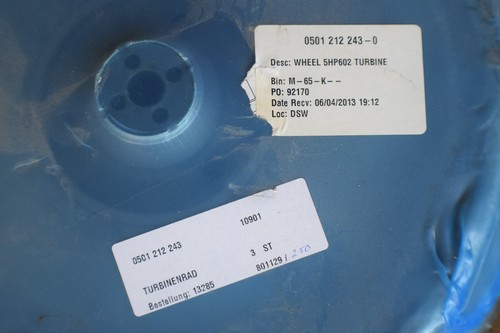 0501 212 243-0
Desc: WHEEL 5HP602 TURBINE
Bin: M-65-K--
PO: 92170
Date Recv: 06/04/2013 19:12
Loc: DSW
10901
0501 212 243
3 ST
TURBINENRAD
801129 /
Bestellung: 13285